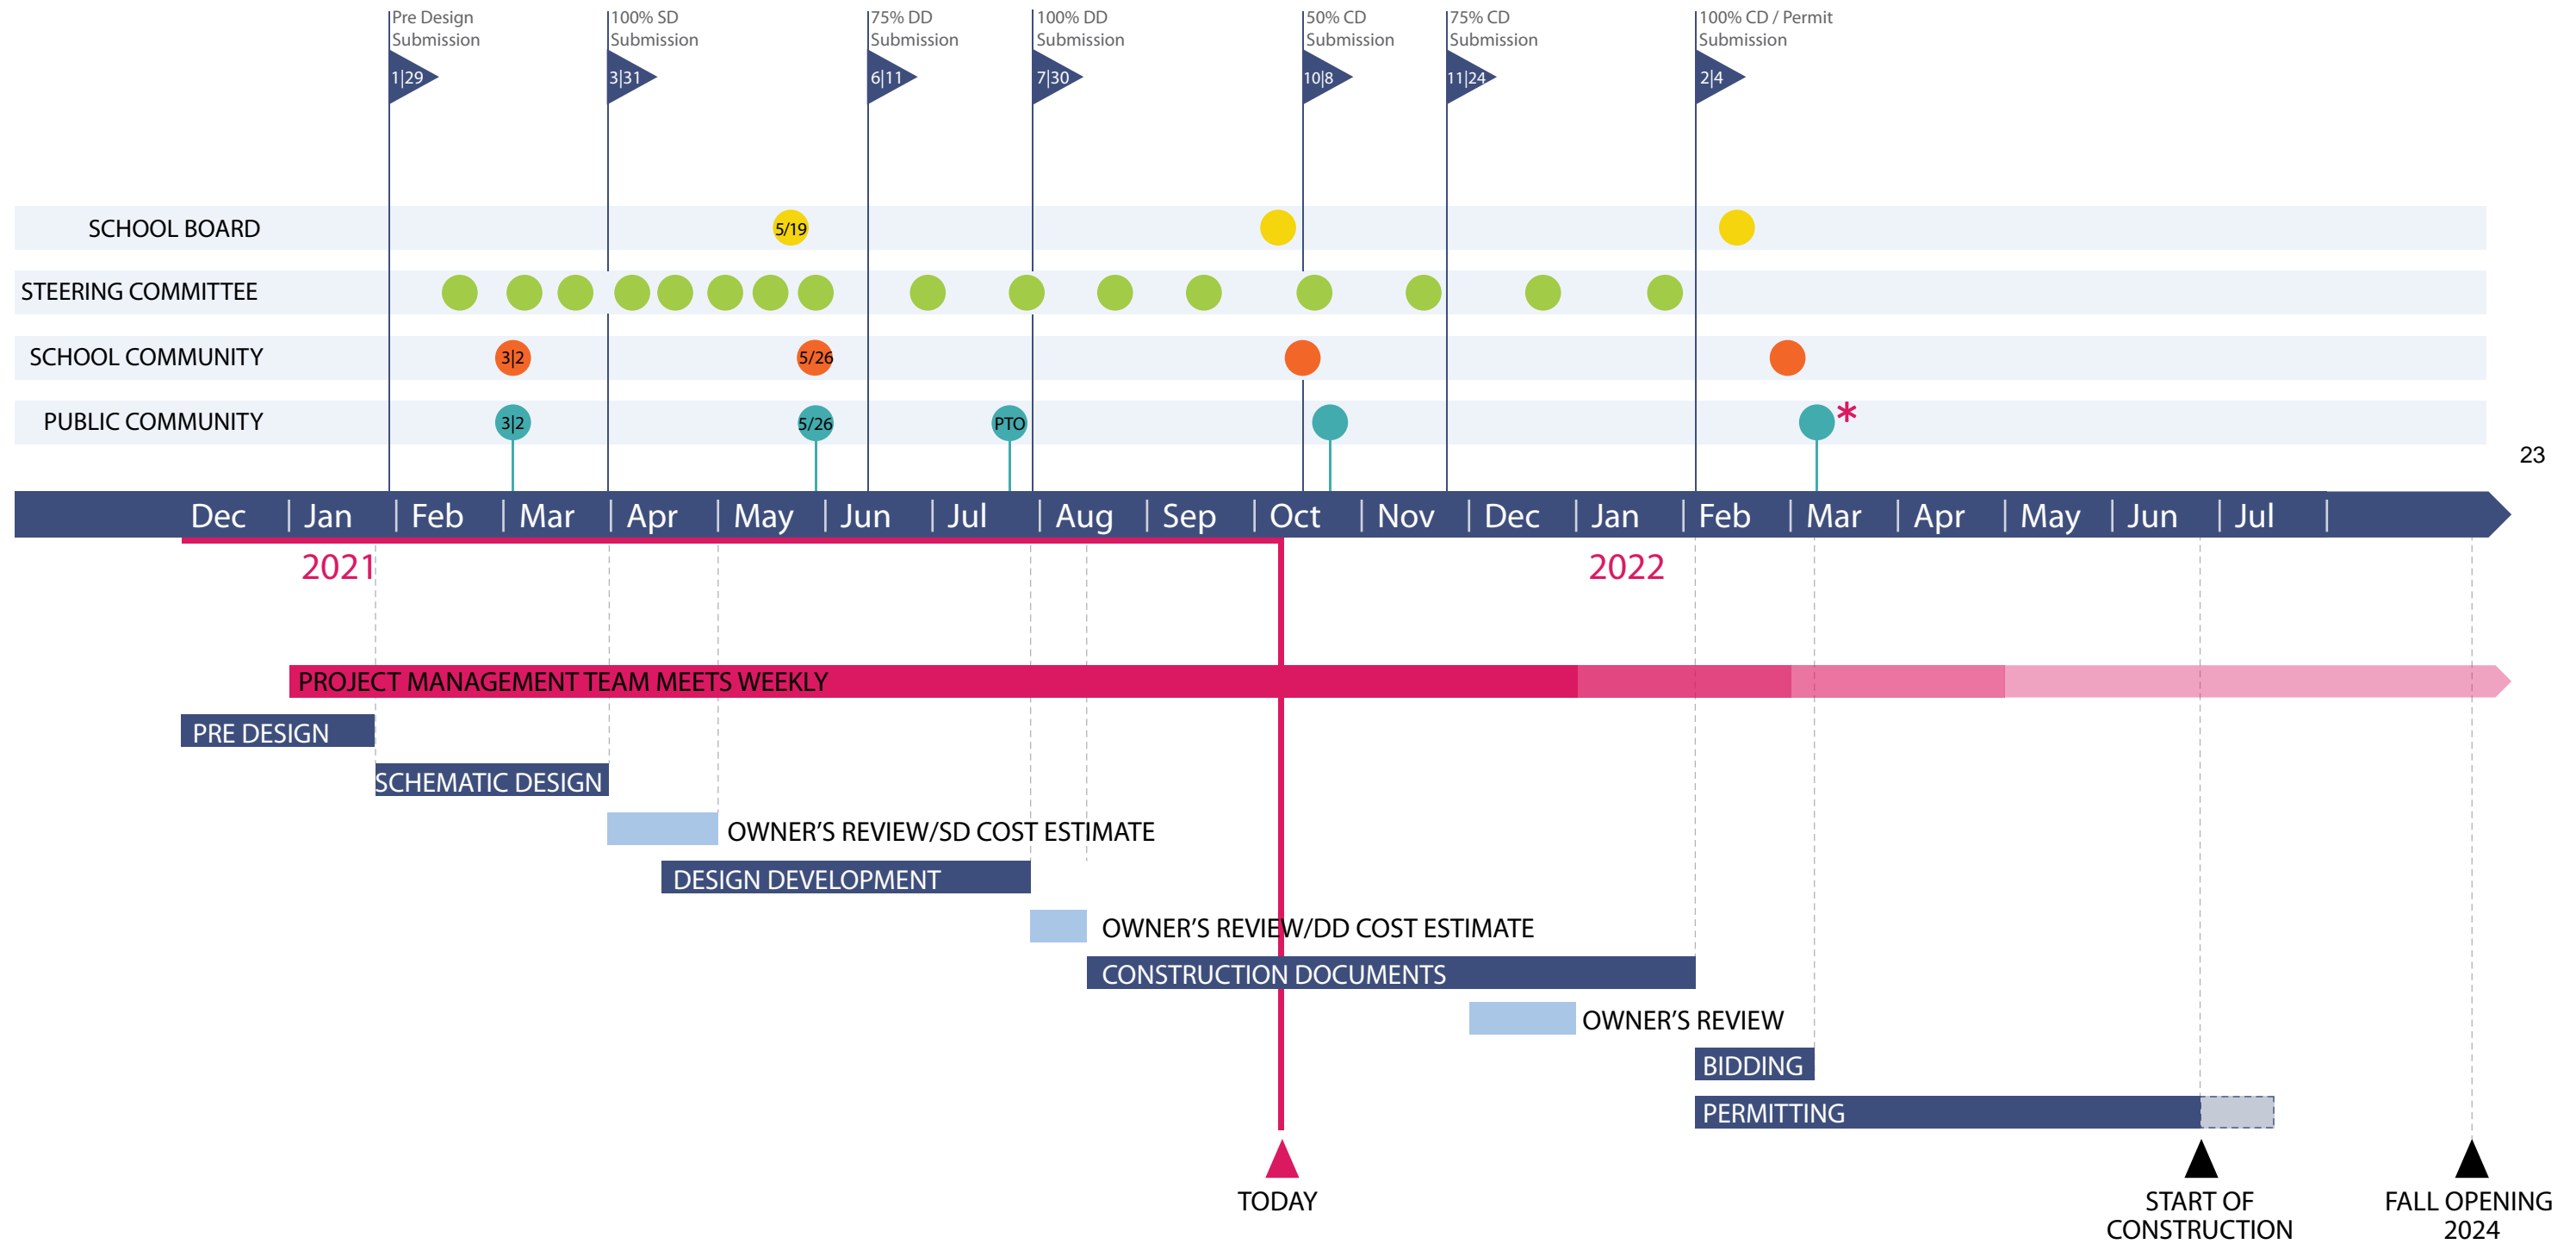 Pre Design
Submission
1|29
100% SD
Submission
3|31
75% DD
Submission
6|11
100% DD
Submission
7|30
50% CD
Submission
10|8
75% CD
Submission
11|24
100% CD / Permit
Submission
2|4
SCHOOL BOARD
5/19
STEERING COMMITTEE
SCHOOL COMMUNITY
3|2
5/26
PUBLIC COMMUNITY
3|2
5/26
PTO
*
23
Dec | Jan | Feb | Mar | Apr | May | Jun | Jul | Aug | Sep | Oct | Nov | Dec | Jan | Feb | Mar | Apr | May | Jun | Jul |
2021
2022
PROJECT MANAGEMENT TEAM MEETS WEEKLY
PRE DESIGN
SCHEMATIC DESIGN
OWNER'S REVIEW/SD COST ESTIMATE
DESIGN DEVELOPMENT
OWNER'S REVIEW/DD COST ESTIMATE
CONSTRUCTION DOCUMENTS
OWNER'S REVIEW
BIDDING
PERMITTING
TODAY
START OF
CONSTRUCTION
FALL OPENING
2024